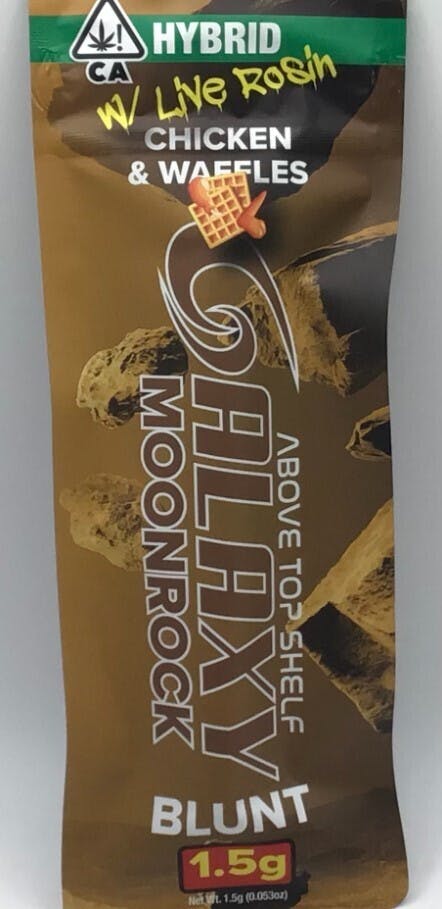 HYBRID
CA
W/ Live Rosin
CHICKEN
& WAFFLES
ABOVE TOP SHELF
GALAXY
MOONROCK
BLUNT
1.5g
Net Wt. 1.5g (0.053oz)